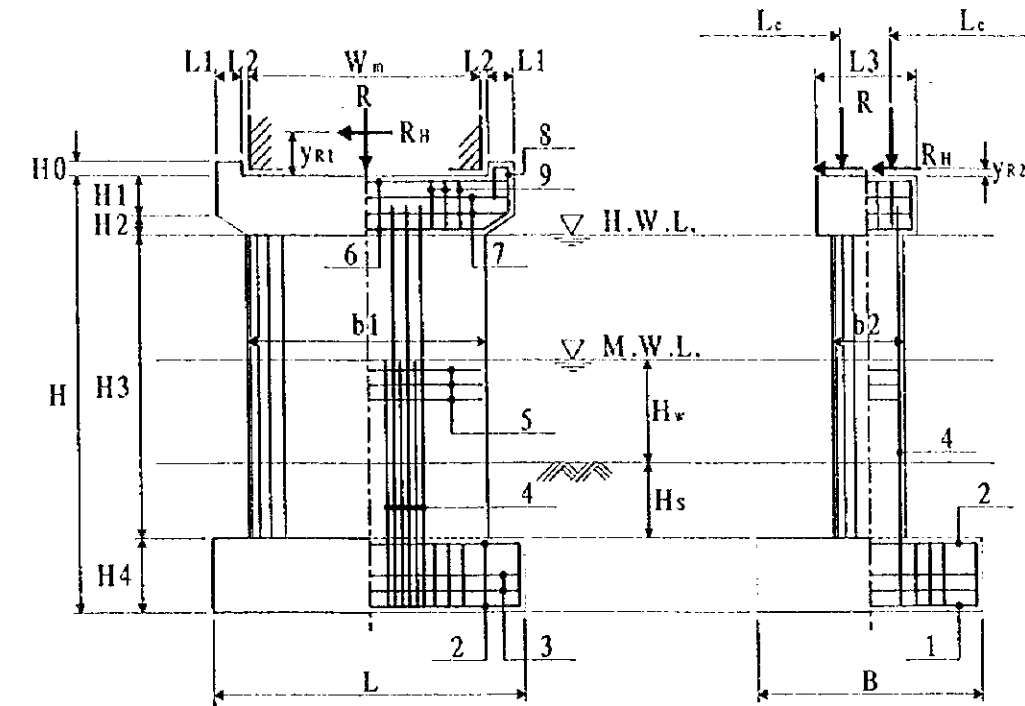 Lc Lc
L1 L2 Wm L2 L1 L3
R R
RH 8
H0 yR1 RH yR2
9
H1
H2 H.W.L.
6 7
b1 b2
M.W.L.
H H3
Hw
5
4
4
Hs 2
H4
2 3 1
L B